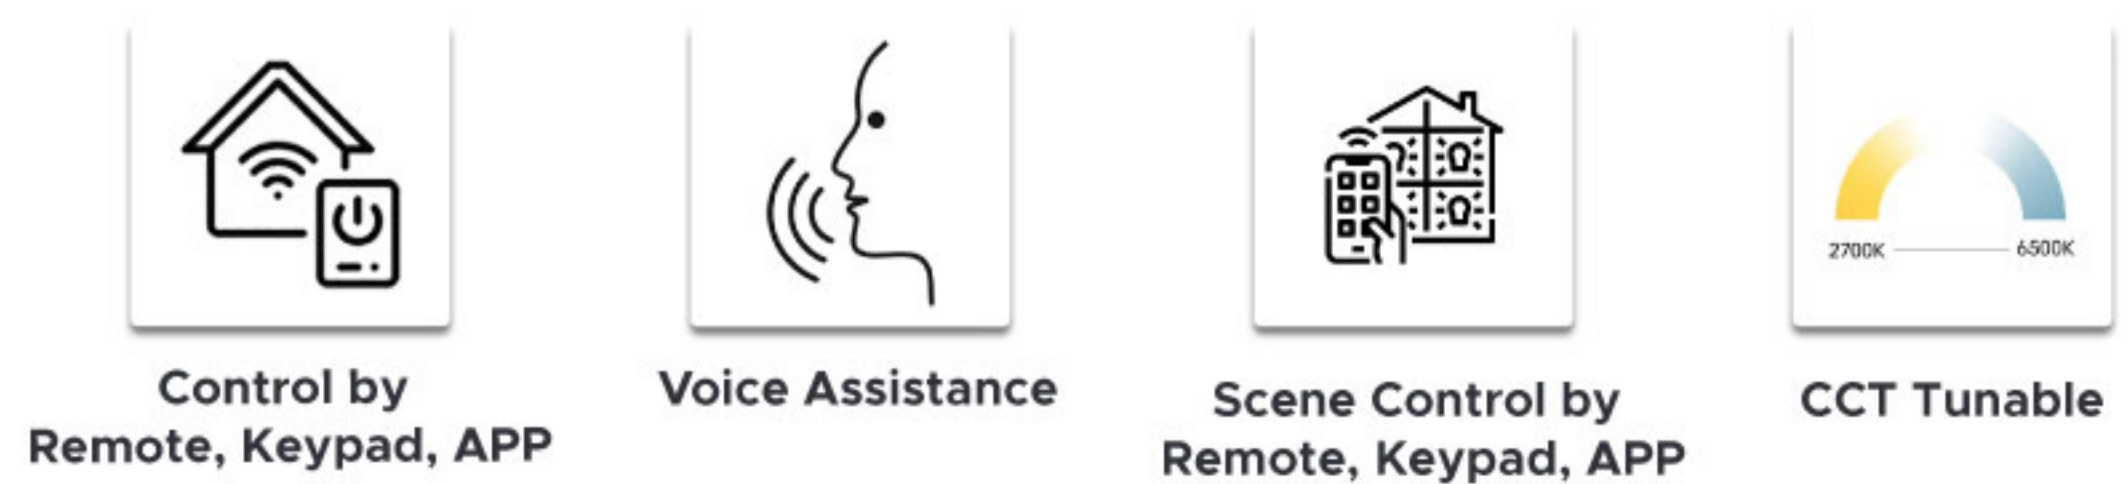 Control by
Remote, Keypad, APP
Voice Assistance
Scene Control by
Remote, Keypad, APP
2700K
6500K
CCT Tunable